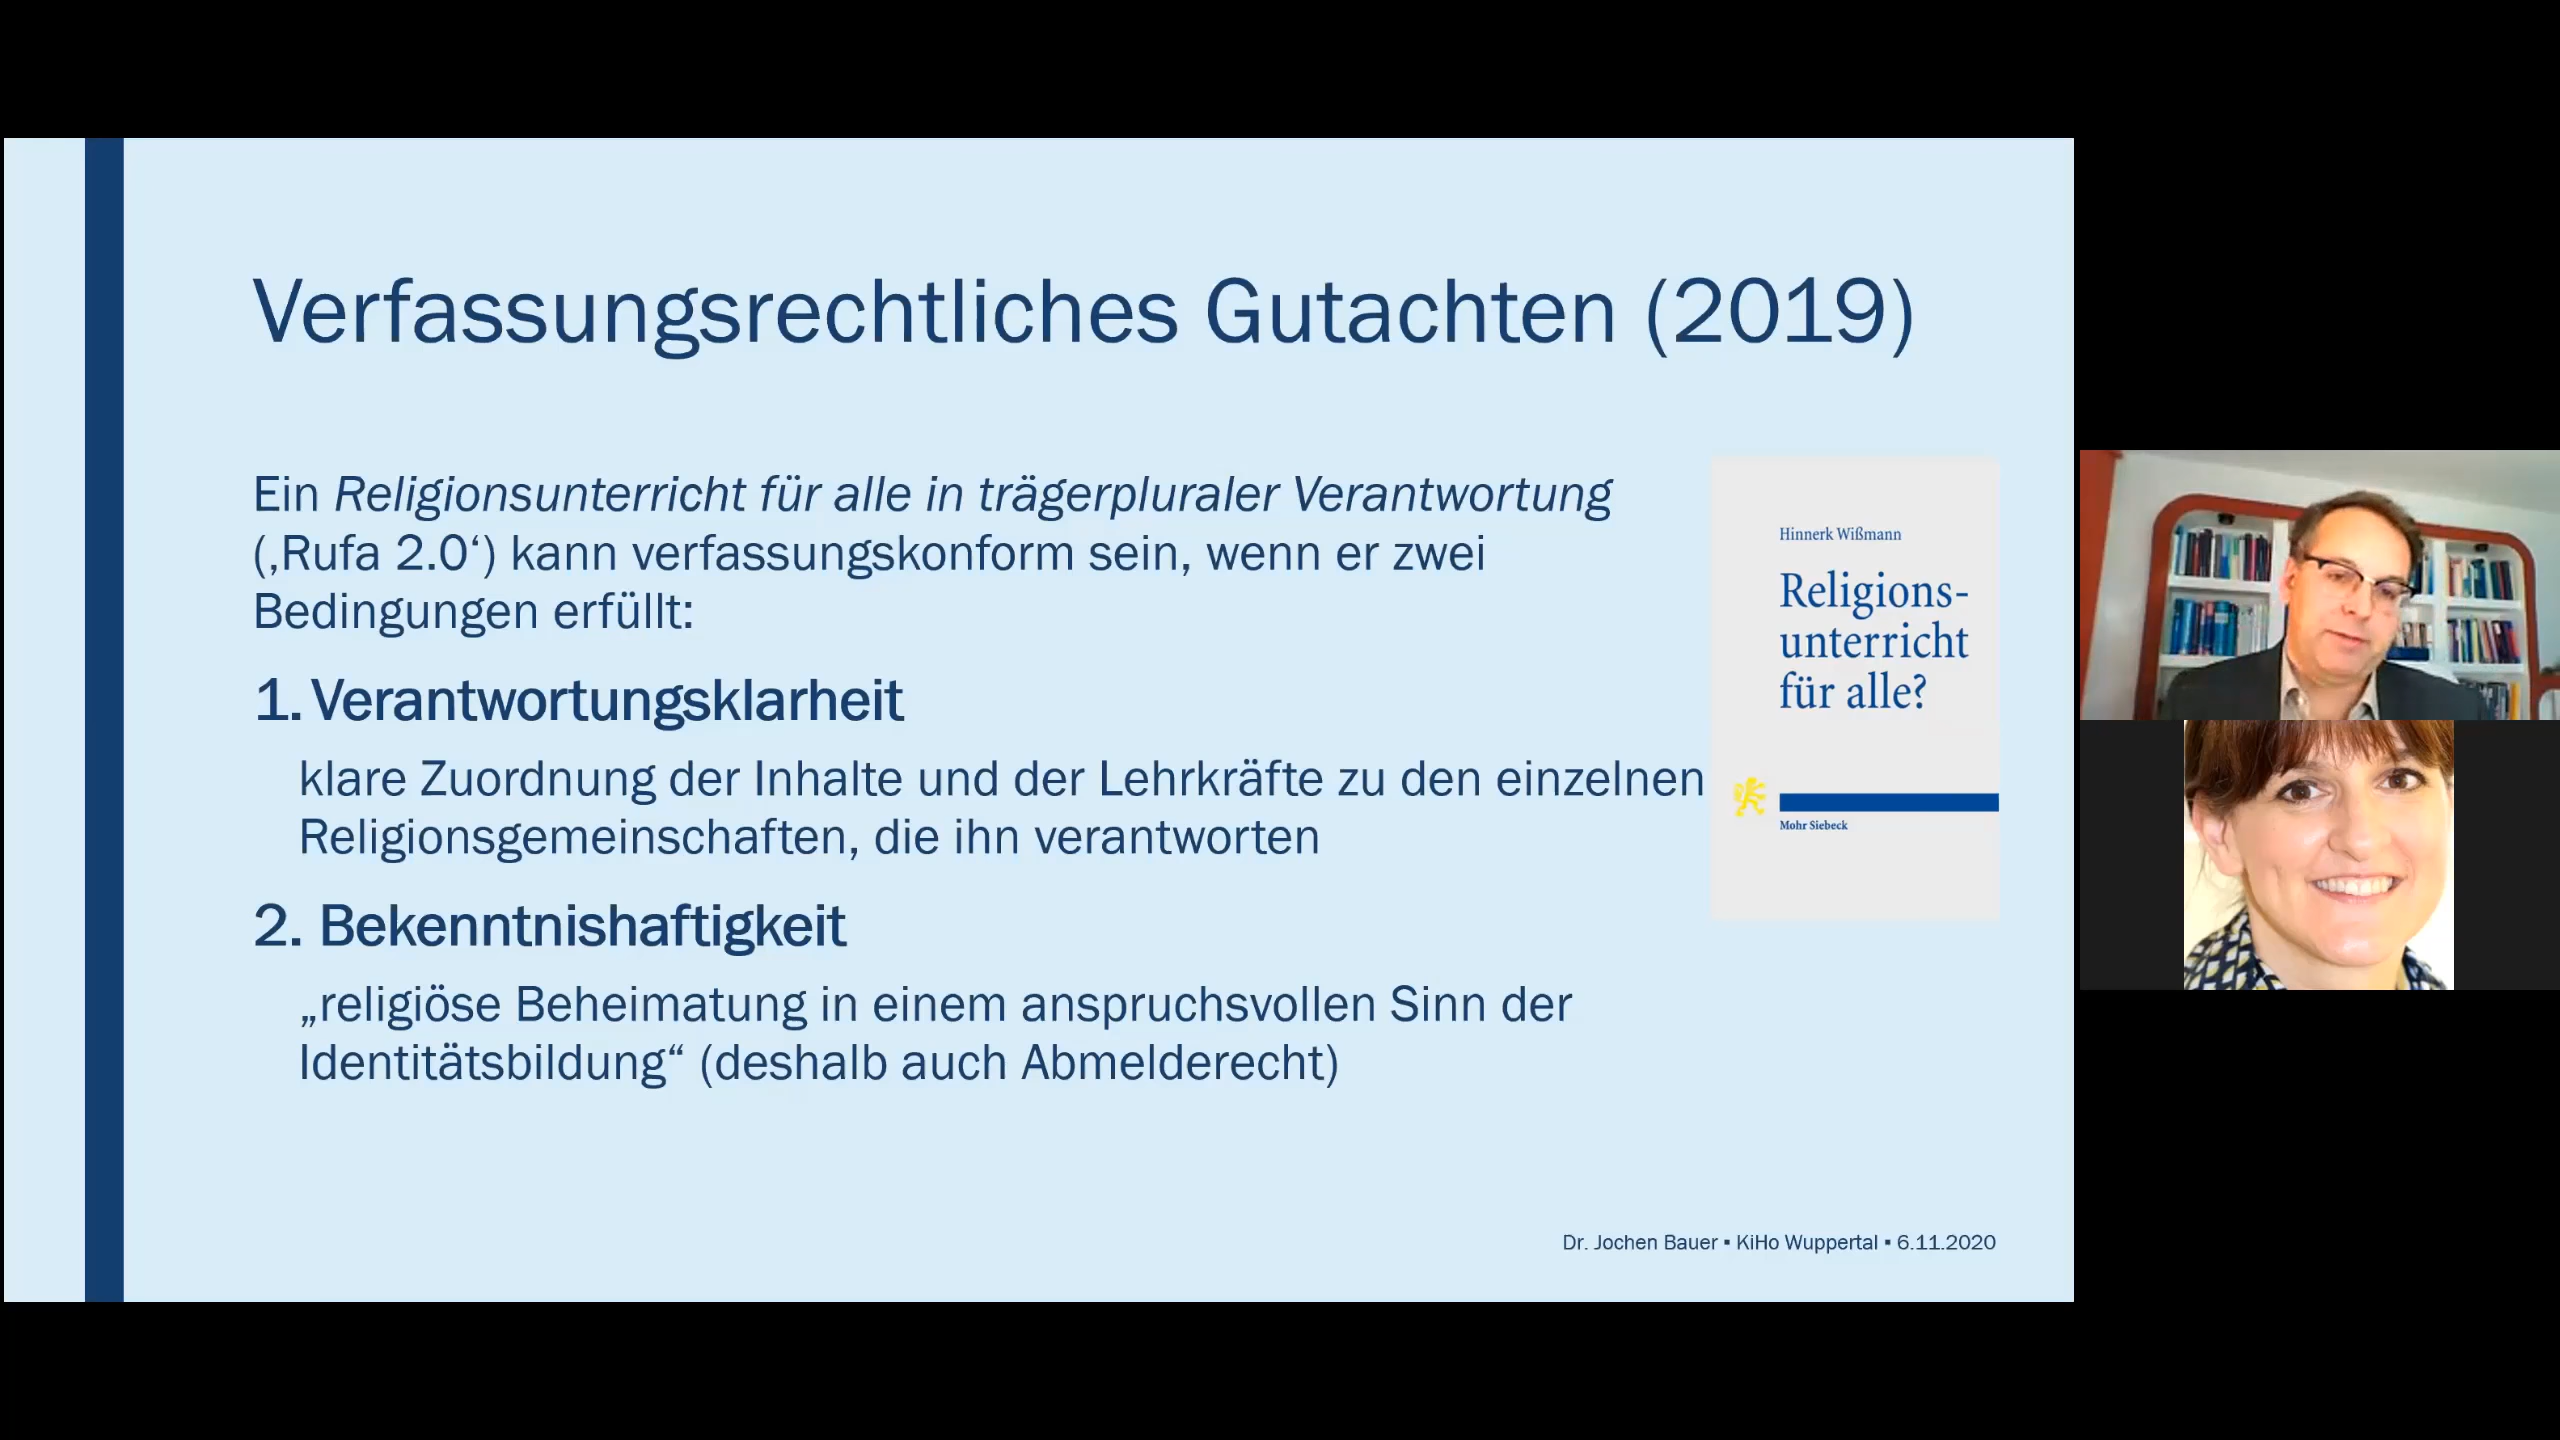 Verfassungsrechtliches Gutachten (2019)
Ein Religionsunterricht für alle in trägerpluraler Verantwortung
(‚Rufa 2.0‘) kann verfassungskonform sein, wenn er zwei
Bedingungen erfüllt:
1. Verantwortungsklarheit
klare Zuordnung der Inhalte und der Lehrkräfte zu den einzelnen
Religionsgemeinschaften, die ihn verantworten
2. Bekenntnishaftigkeit
„religiöse Beheimatung in einem anspruchsvollen Sinn der
Identitätsbildung“ (deshalb auch Abmelderecht)
Hinnerk Wißmann
Religions-
unterricht
für alle?
Mohr Siebeck
Dr. Jochen Bauer ▪ KiHo Wuppertal ▪ 6.11.2020